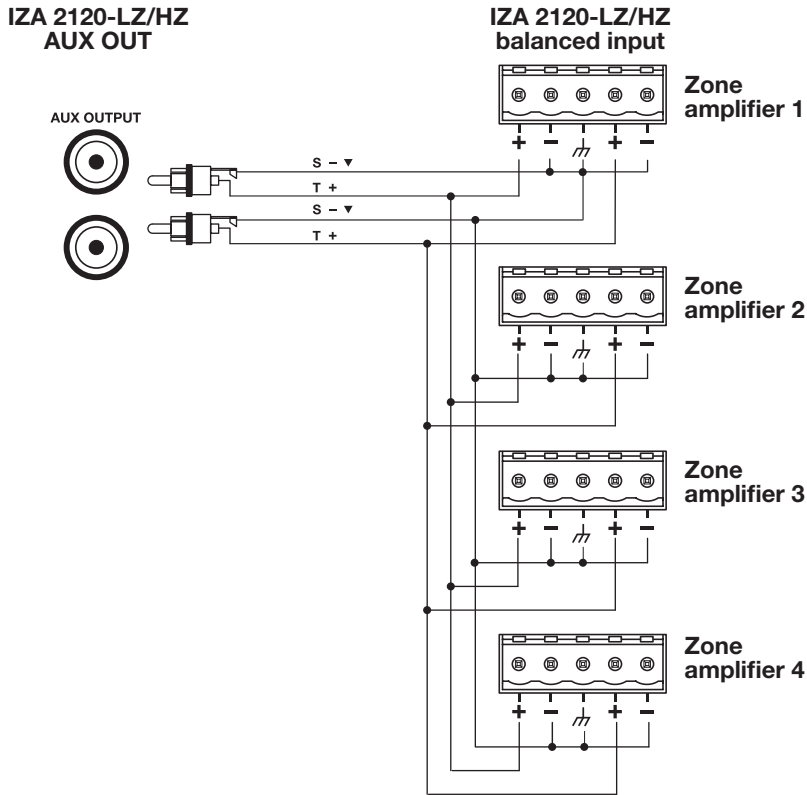 IZA 2120-LZ/HZ
AUX OUT
IZA 2120-LZ/HZ
balanced input
AUX OUTPUT
S – ▼
T +
S – ▼
T +
Zone
amplifier 1
+ – + –
Zone
amplifier 2
+ – + –
Zone
amplifier 3
+ – + –
Zone
amplifier 4
+ – + –